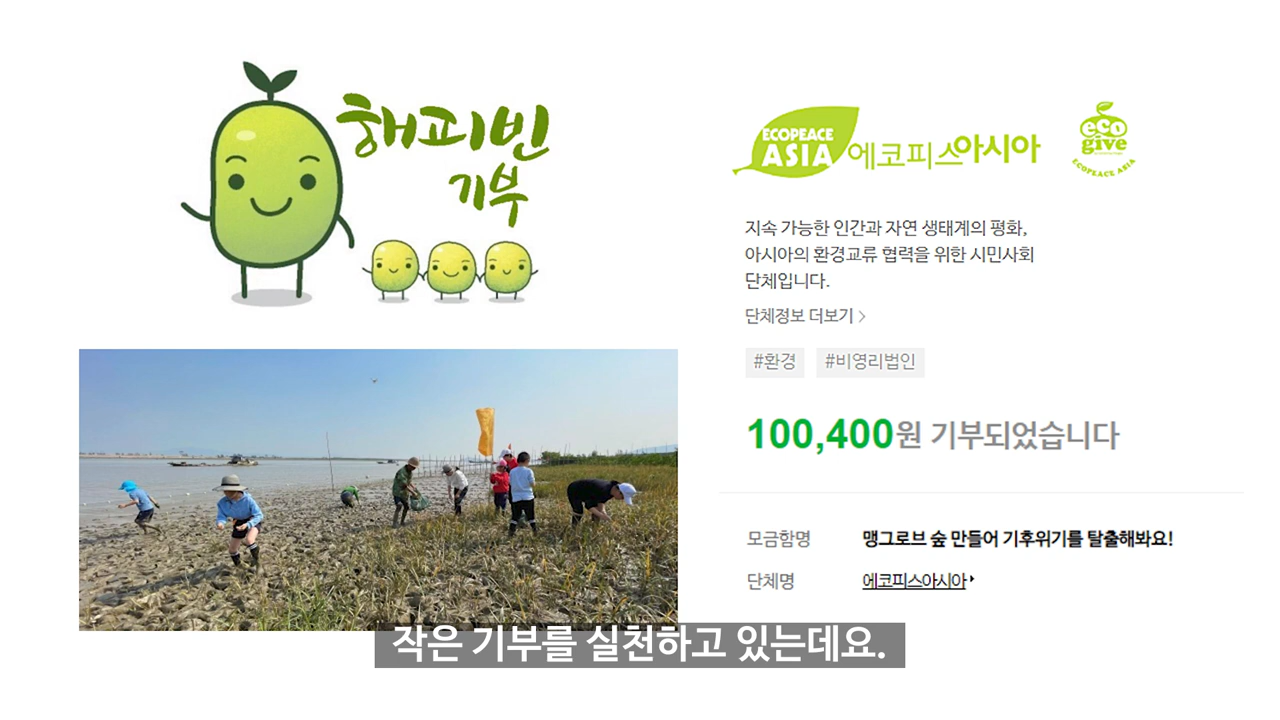 해피빈
기부
ECOPEACE
ASIA
에코피스아시아
eco
give
ECOPEACE ASIA
지속 가능한 인간과 자연 생태계의 평화,
아시아의 환경교류 협력을 위한 시민사회
단체입니다.
단체정보 더보기 >
#환경 #비영리법인
100,400원 기부되었습니다
모금함명 맹그로브 숲 만들어 기후위기를 탈출해봐요!
단체명 에코피스아시아
작은 기부를 실천하고 있는데요.